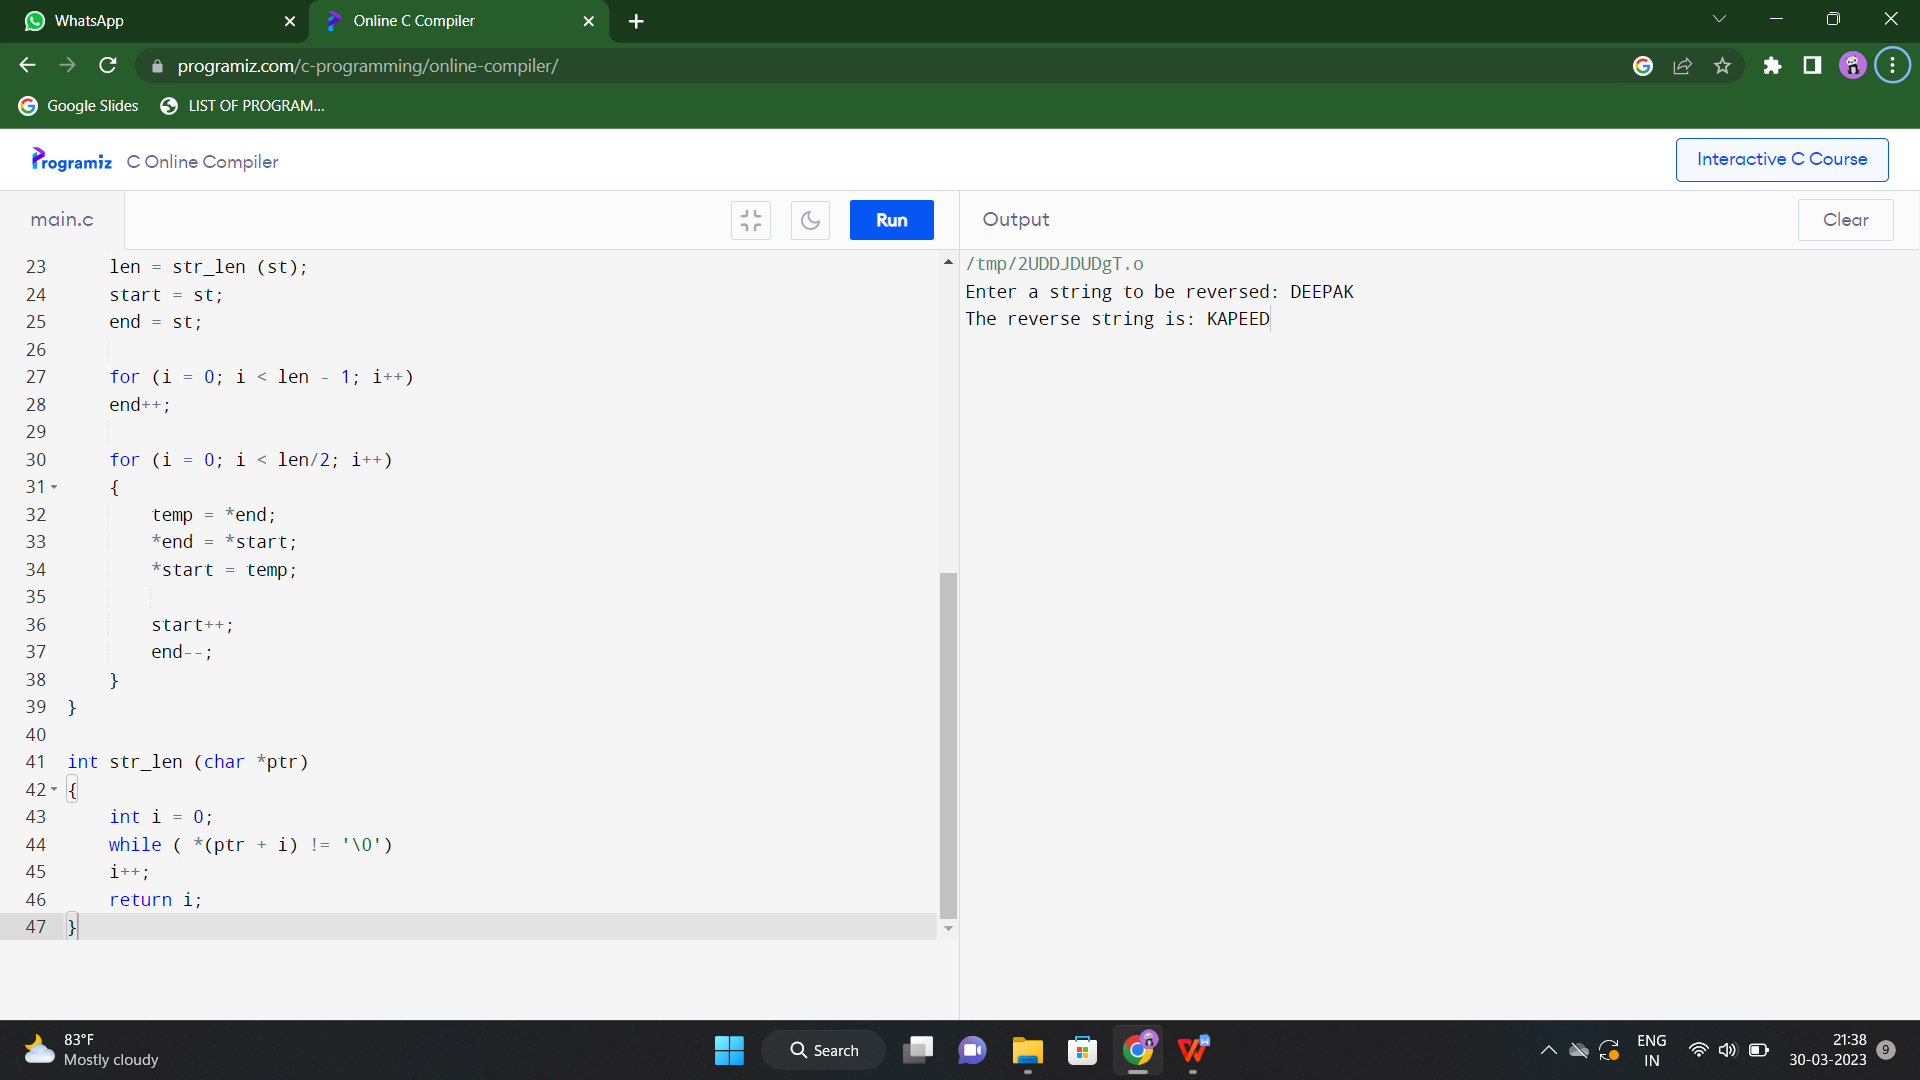 WhatsApp
Online C Compiler
programiz.com/c-programming/online-compiler/
Google Slides
LIST OF PROGRAM...
Programiz
C Online Compiler
Interactive C Course
main.c
Run
Output
Clear
23 len = str_len (st);
24 start = st;
25 end = st;
26
27 for (i = 0; i < len - 1; i++)
28 end++;
29
30 for (i = 0; i < len/2; i++)
31 {
32 temp = *end;
33 *end = *start;
34 *start = temp;
35
36 start++;
37 end--;
38 }
39 }
40
41 int str_len (char *ptr)
42 {
43 int i = 0;
44 while ( *(ptr + i) != '\0')
45 i++;
46 return i;
47 }
/tmp/2UDDJDUDgT.o
Enter a string to be reversed: DEEPAK
The reverse string is: KAPEED
83°F
Mostly cloudy
Search
ENG
IN
21:38
30-03-2023
9